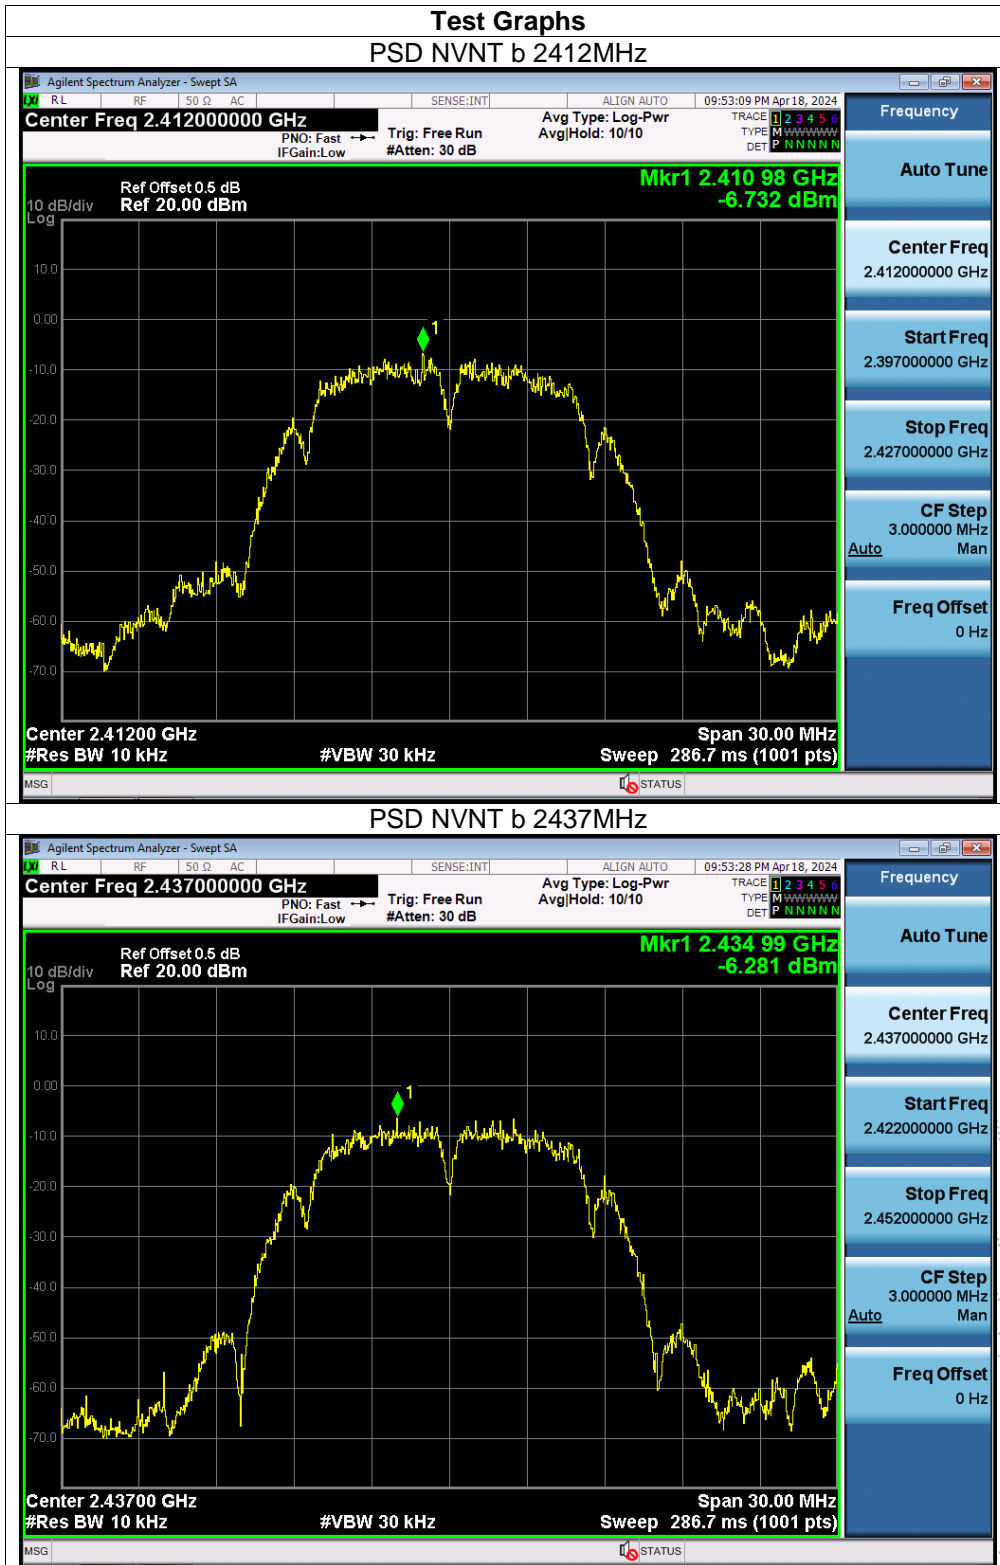 Test Graphs
PSD NVNT b 2412MHz
Agilent Spectrum Analyzer - Swept SA
LXI RL RF 50 Ω AC SENSE:INT ALIGN AUTO 09:53:09 PM Apr 18, 2024
Center Freq 2.412000000 GHz
PNO: Fast
IFGain:Low
Trig: Free Run
#Atten: 30 dB
Avg Type: Log-Pwr
Avg|Hold: 10/10
TRACE 1 2 3 4 5 6
TYPE M WWWWW
DET P N N N N N
Frequency
Auto Tune
Mkr1 2.410 98 GHz
-6.732 dBm
Ref Offset 0.5 dB
Ref 20.00 dBm
10 dB/div
Log
1
10.0
0.00
-10.0
-20.0
-30.0
-40.0
-50.0
-60.0
-70.0
Center Freq
2.412000000 GHz
Start Freq
2.397000000 GHz
Stop Freq
2.427000000 GHz
CF Step
3.000000 MHz
Auto Man
Freq Offset
0 Hz
Center 2.41200 GHz Span 30.00 MHz
#Res BW 10 kHz #VBW 30 kHz Sweep 286.7 ms (1001 pts)
MSG STATUS
PSD NVNT b 2437MHz
Agilent Spectrum Analyzer - Swept SA
LXI RL RF 50 Ω AC SENSE:INT ALIGN AUTO 09:53:28 PM Apr 18, 2024
Center Freq 2.437000000 GHz
PNO: Fast
IFGain:Low
Trig: Free Run
#Atten: 30 dB
Avg Type: Log-Pwr
Avg|Hold: 10/10
TRACE 1 2 3 4 5 6
TYPE M WWWWW
DET P N N N N N
Frequency
Auto Tune
Mkr1 2.434 99 GHz
-6.281 dBm
Ref Offset 0.5 dB
Ref 20.00 dBm
10 dB/div
Log
1
10.0
0.00
-10.0
-20.0
-30.0
-40.0
-50.0
-60.0
-70.0
Center Freq
2.437000000 GHz
Start Freq
2.422000000 GHz
Stop Freq
2.452000000 GHz
CF Step
3.000000 MHz
Auto Man
Freq Offset
0 Hz
Center 2.43700 GHz Span 30.00 MHz
#Res BW 10 kHz #VBW 30 kHz Sweep 286.7 ms (1001 pts)
MSG STATUS